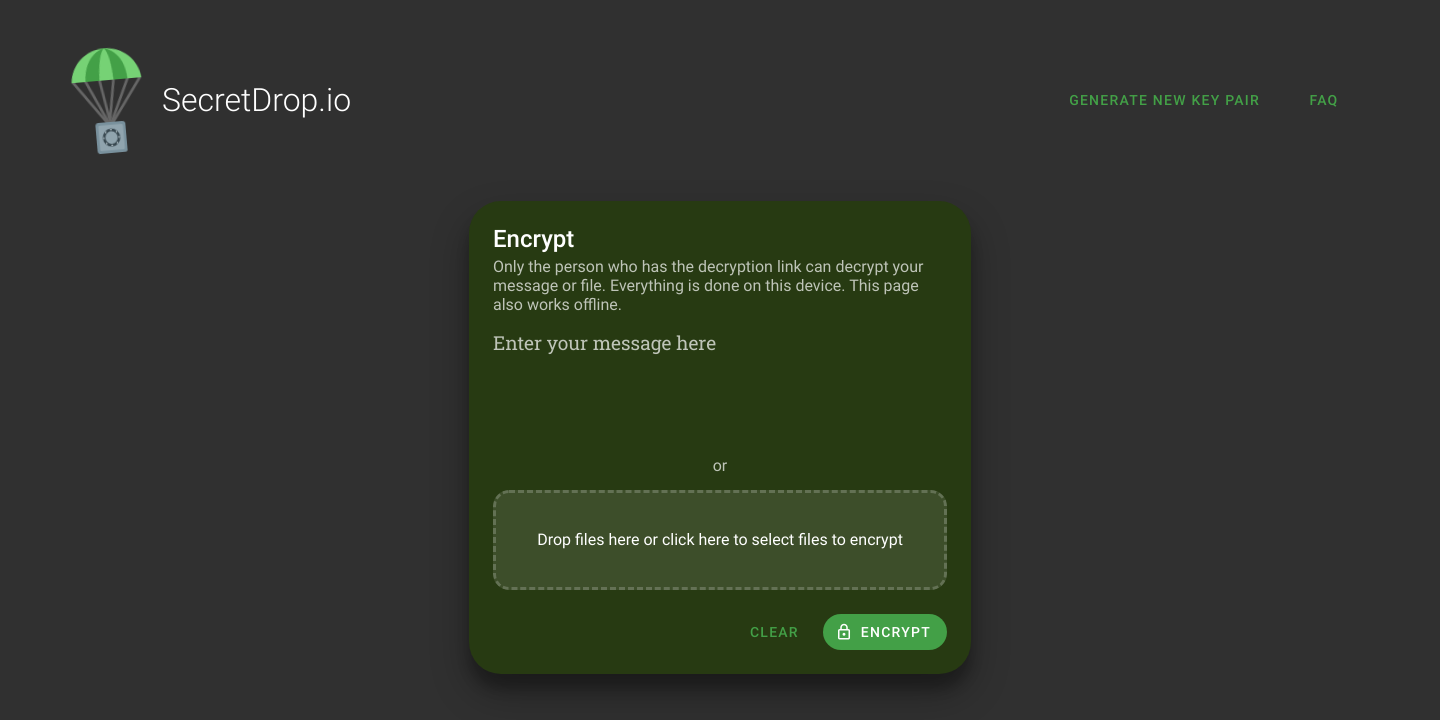 SecretDrop.io
GENERATE NEW KEY PAIR
FAQ
Encrypt
Only the person who has the decryption link can decrypt your
message or file. Everything is done on this device. This page
also works offline.
Enter your message here
or
Drop files here or click here to select files to encrypt
CLEAR
ENCRYPT